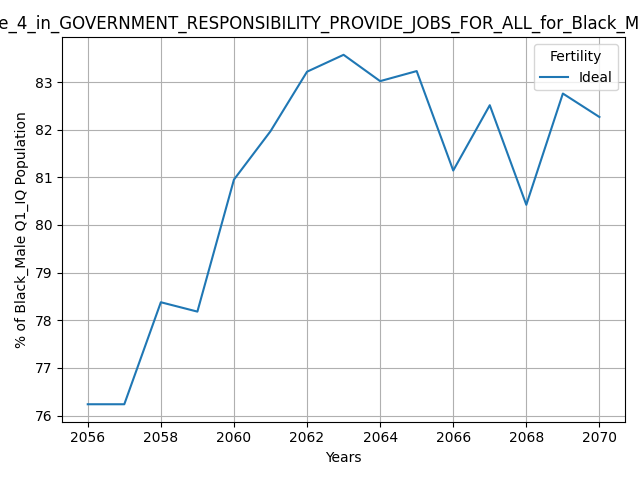 e_4_in_GOVERNMENT_RESPONSIBILITY_PROVIDE_JOBS_FOR_ALL_for_Black_M
Fertility
Ideal
% of Black_Male Q1_IQ Population
83
82
81
80
79
78
77
76
2056 2058 2060 2062 2064 2066 2068 2070
Years